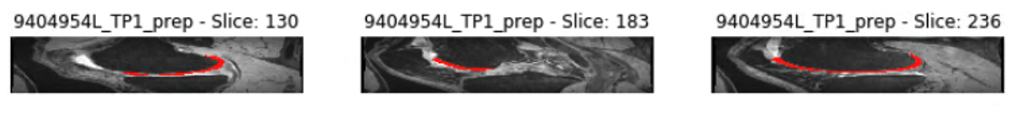 9404954L_TP1_prep - Slice: 130
9404954L_TP1_prep - Slice: 183
9404954L_TP1_prep - Slice: 236